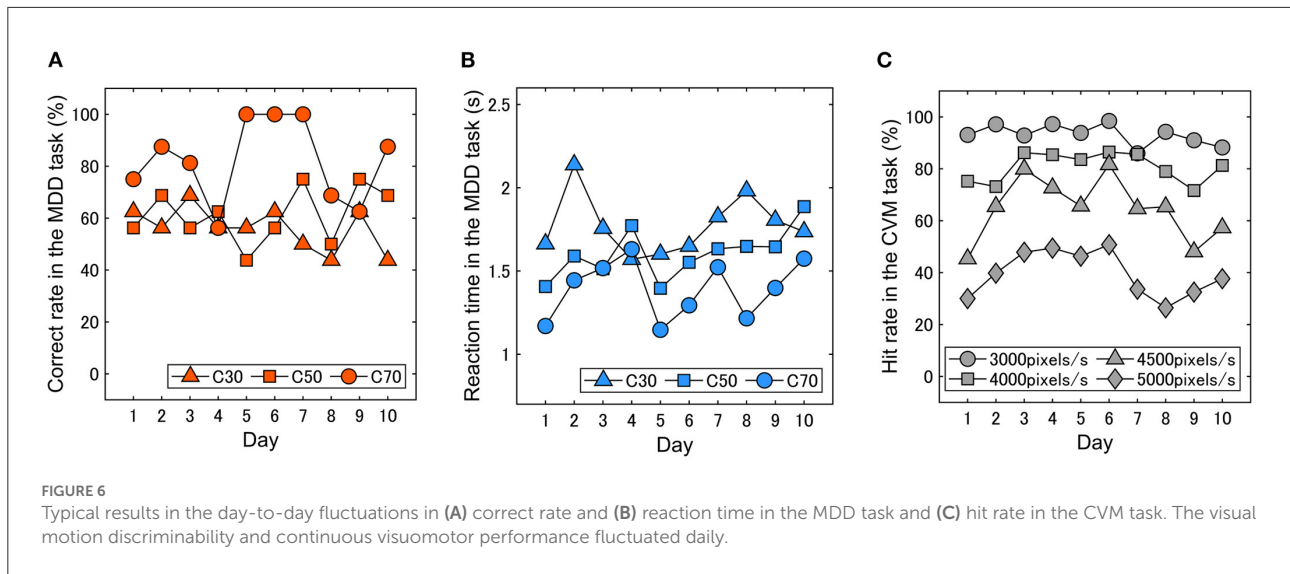 A
Correct rate in the MDD task (%)
100
80
60
40
20
0
C30 C50 C70
1 2 3 4 5 6 7 8 9 10
Day
B
Reaction time in the MDD task (s)
2.5
2
1.5
1
C30 C50 C70
1 2 3 4 5 6 7 8 9 10
Day
C
Hit rate in the CVM task (%)
100
80
60
40
20
0
3000pixels/s 4500pixels/s
4000pixels/s 5000pixels/s
1 2 3 4 5 6 7 8 9 10
Day
FIGURE 6
Typical results in the day-to-day fluctuations in (A) correct rate and (B) reaction time in the MDD task and (C) hit rate in the CVM task. The visual
motion discriminability and continuous visuomotor performance fluctuated daily.